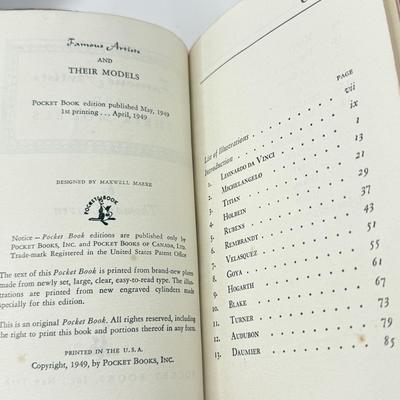 Famous Artists
AND
THEIR MODELS
POCKET BOOK edition published May, 1949
1st printing . . . April, 1949
DESIGNED BY MAXWELL
POCKET BOOK
Notice — Pocket Book editions are published only by
POCKET BOOKS, INC. and POCKET BOOKS OF CANADA, LTD.
Trade-mark Registered in the United States Patent Office
The text of this Pocket Book is printed from brand-new plates
made from newly set, large, clear, easy-to-read type. The illus-
trations are printed from new engraved cylinders made
especially for this edition.
This is an original Pocket Book. All rights reserved, including
the right to print this book and portions thereof in any form.
PRINTED IN THE U.S.A.
Copyright, 1949, by POCKET BOOKS, INC.
C
PAGE
List of Illustrations vii
Introduction ix
1. LEONARDO DA VINCI 1
2. MICHELANGELO 13
3. TITIAN 21
4. HOLBEIN 29
5. RUBENS 37
6. REMBRANDT 43
7. VELASQUEZ 51
8. GOYA 55
9. HOGARTH 61
10. BLAKE 67
11. TURNER 73
12. AUDUBON 79
13. DAUMIER 85